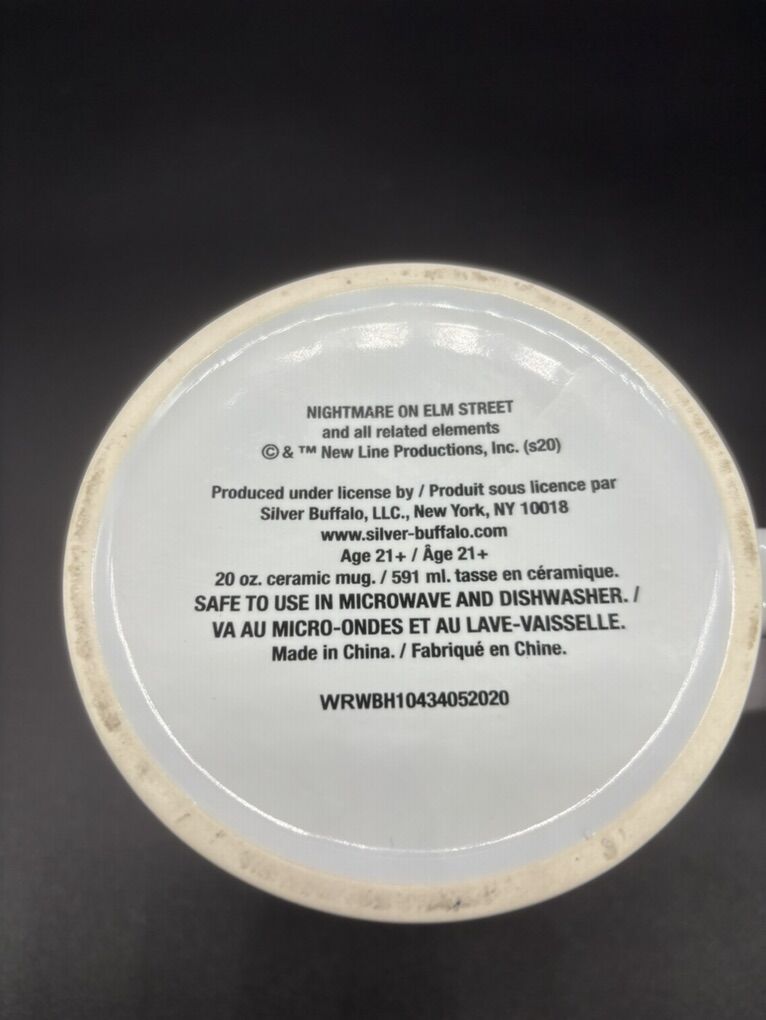 NIGHTMARE ON ELM STREET
and all related elements
© & ™ New Line Productions, Inc. (s20)
Produced under license by / Produit sous licence par
Silver Buffalo, LLC., New York, NY 10018
www.silver-buffalo.com
Age 21+ / Âge 21+
20 oz. ceramic mug. / 591 ml. tasse en céramique.
SAFE TO USE IN MICROWAVE AND DISHWASHER. /
VA AU MICRO-ONDES ET AU LAVE-VAISSELLE.
Made in China. / Fabriqué en Chine.
WRWBH10434052020